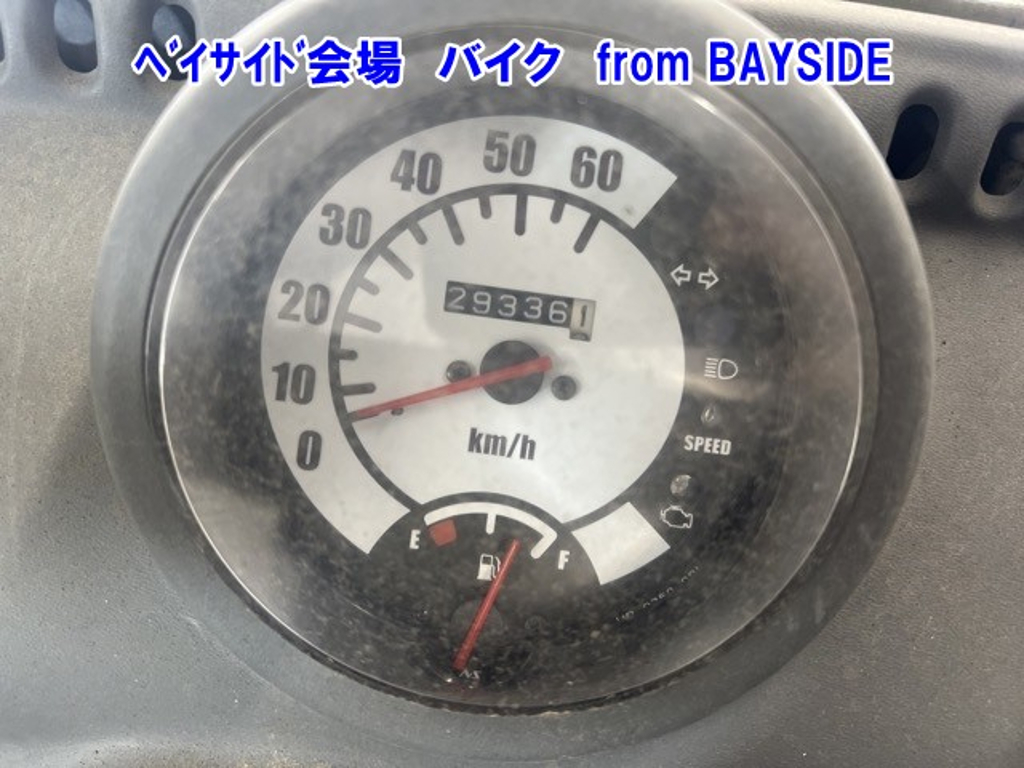 ﾍﾞｲｻｲﾄﾞ会場　バイク　from BAYSIDE
50
40
60
30
20
293361
10
0
km/h
SPEED
E
F